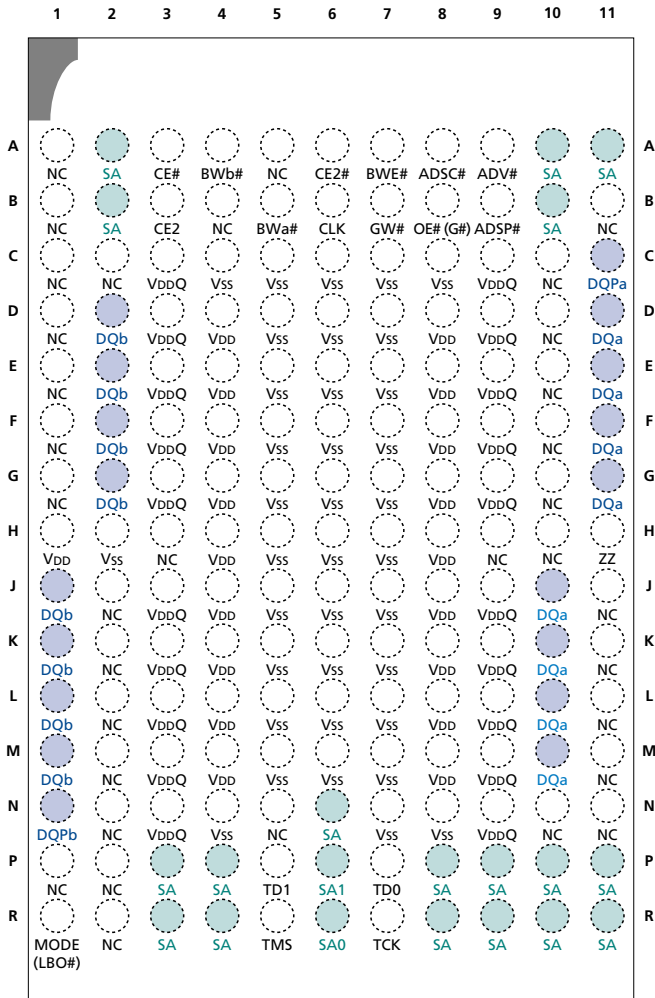 1 2 3 4 5 6 7 8 9 10 11
A A
NC SA CE# BWb# NC CE2# BWE# ADSC# ADV# SA SA
B B
NC SA CE2 NC BWa# CLK GW# OE# (G#) ADSP# SA NC
C C
NC NC VDDQ Vss Vss Vss Vss Vss VDDQ NC DQPa
D D
NC DQb VDDQ VDD Vss Vss Vss VDD VDDQ NC DQa
E E
NC DQb VDDQ VDD Vss Vss Vss VDD VDDQ NC DQa
F F
NC DQb VDDQ VDD Vss Vss Vss VDD VDDQ NC DQa
G G
NC DQb VDDQ VDD Vss Vss Vss VDD VDDQ NC DQa
H H
VDD Vss NC VDD Vss Vss Vss VDD NC NC ZZ
J J
DQb NC VDDQ VDD Vss Vss Vss VDD VDDQ DQa NC
K K
DQb NC VDDQ VDD Vss Vss Vss VDD VDDQ DQa NC
L L
DQb NC VDDQ VDD Vss Vss Vss VDD VDDQ DQa NC
M M
DQb NC VDDQ VDD Vss Vss Vss VDD VDDQ DQa NC
N N
DQPb NC VDDQ Vss NC SA Vss Vss VDDQ NC NC
P P
NC NC SA SA TD1 SA1 TD0 SA SA SA SA
R R
MODE NC SA SA TMS SA0 TCK SA SA SA SA
(LBO#)